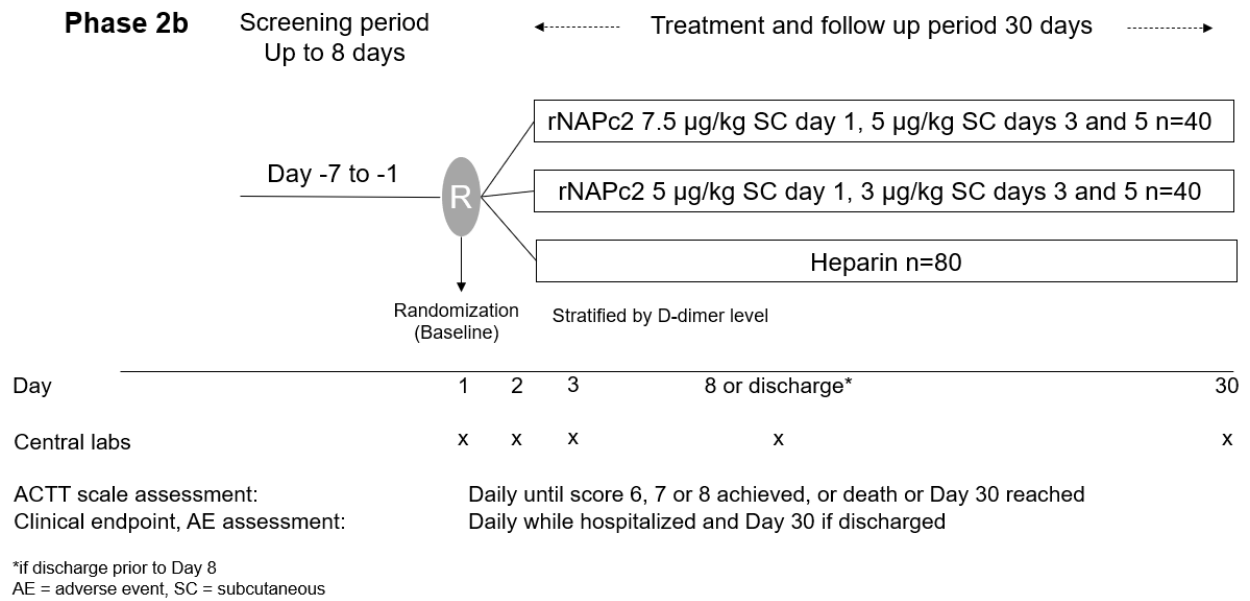 Phase 2b
Screening period
Up to 8 days
Treatment and follow up period 30 days
rNAPc2 7.5 µg/kg SC day 1, 5 µg/kg SC days 3 and 5 n=40
Day -7 to -1
R
rNAPc2 5 µg/kg SC day 1, 3 µg/kg SC days 3 and 5 n=40
Heparin n=80
Randomization
(Baseline)
Stratified by D-dimer level
Day 1 2 3 8 or discharge* 30
Central labs x x x x x
ACTT scale assessment: Daily until score 6, 7 or 8 achieved, or death or Day 30 reached
Clinical endpoint, AE assessment: Daily while hospitalized and Day 30 if discharged
*if discharge prior to Day 8
AE = adverse event, SC = subcutaneous